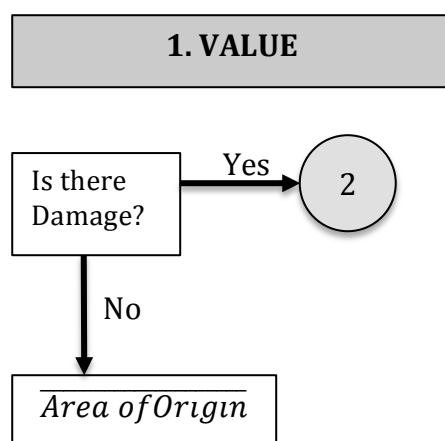 1. VALUE
Is there
Damage?
Yes
2
No
Area of Origin